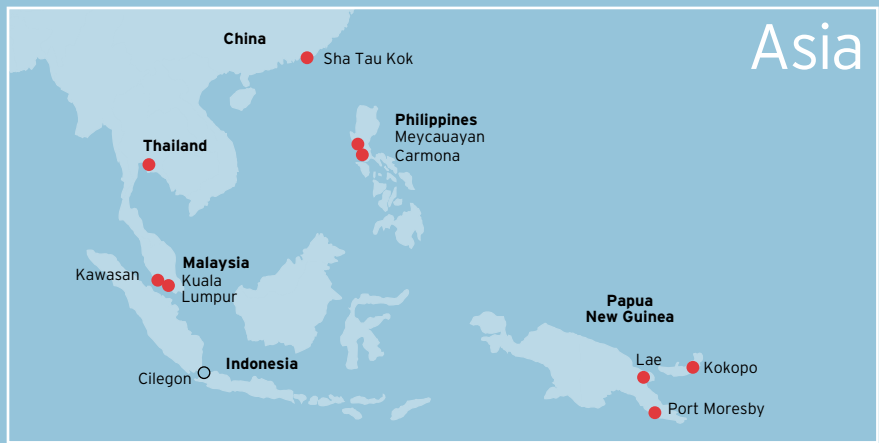 Asia
China
Sha Tau Kok
Philippines
Meycauayan
Carmona
Thailand
Malaysia
Kawasan
Kuala
Lumpur
Papua
New Guinea
Indonesia
Cilegon
Lae
Kokopo
Port Moresby